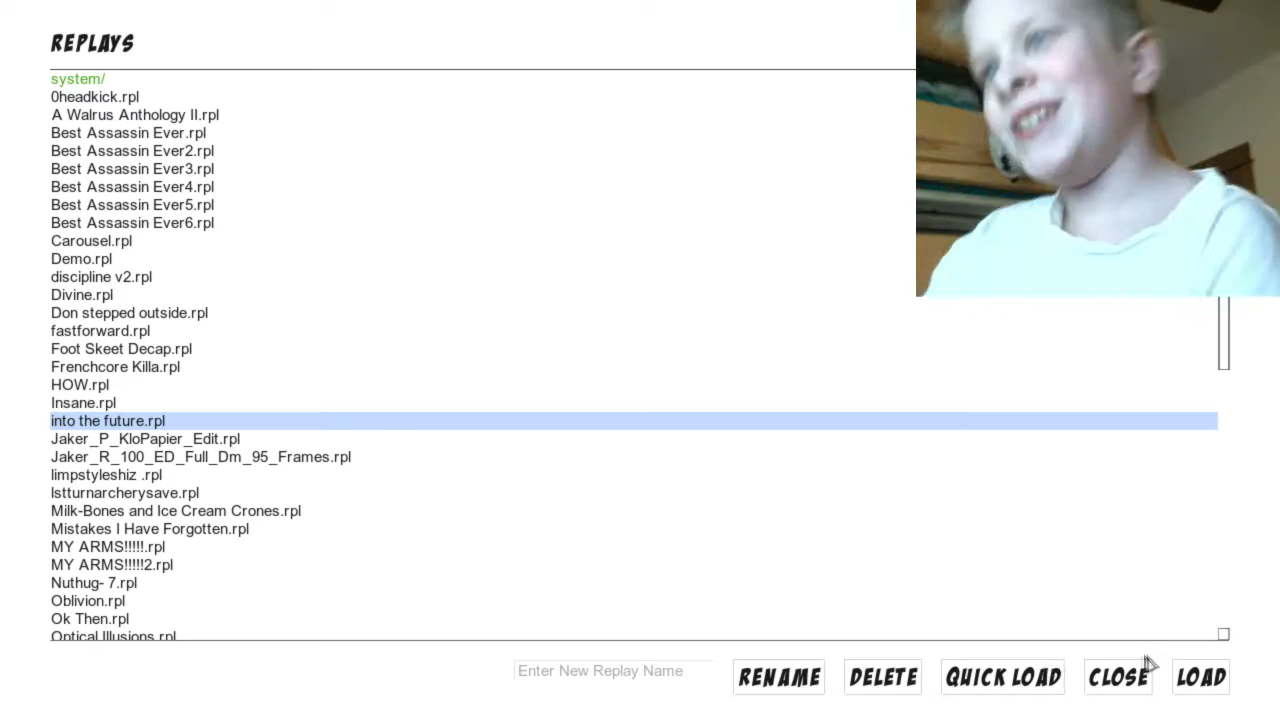 REPLAYS
system/
0headkick.rpl
A Walrus Anthology II.rpl
Best Assassin Ever.rpl
Best Assassin Ever2.rpl
Best Assassin Ever3.rpl
Best Assassin Ever4.rpl
Best Assassin Ever5.rpl
Best Assassin Ever6.rpl
Carousel.rpl
Demo.rpl
discipline v2.rpl
Divine.rpl
Don stepped outside.rpl
fastforward.rpl
Foot Skeet Decap.rpl
Frenchcore Killa.rpl
HOW.rpl
Insane.rpl
into the future.rpl
Jaker_P_KloPapier_Edit.rpl
Jaker_R_100_ED_Full_Dm_95_Frames.rpl
limpstyleshiz .rpl
lstturnarcherysave.rpl
Milk-Bones and Ice Cream Crones.rpl
Mistakes I Have Forgotten.rpl
MY ARMS!!!!!.rpl
MY ARMS!!!!!2.rpl
Nuthug- 7.rpl
Oblivion.rpl
Ok Then.rpl
Optical Illusions.rpl
Enter New Replay Name
RENAME DELETE QUICK LOAD CLOSE LOAD